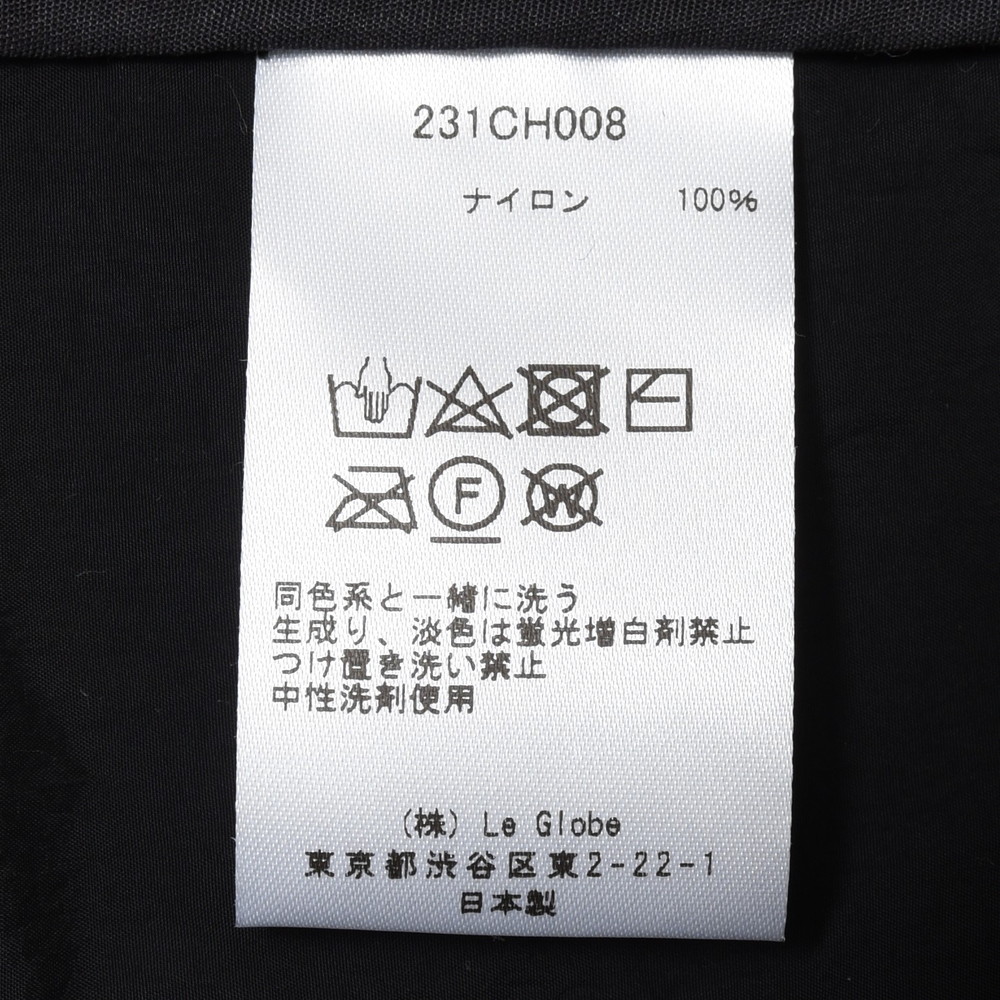 231CH008
ナイロン 100%
F W
同色系と一緒に洗う
生成り、淡色は蛍光増白剤禁止
つけ置き洗い禁止
中性洗剤使用
(株) Le Globe
東京都渋谷区東2-22-1
日本製